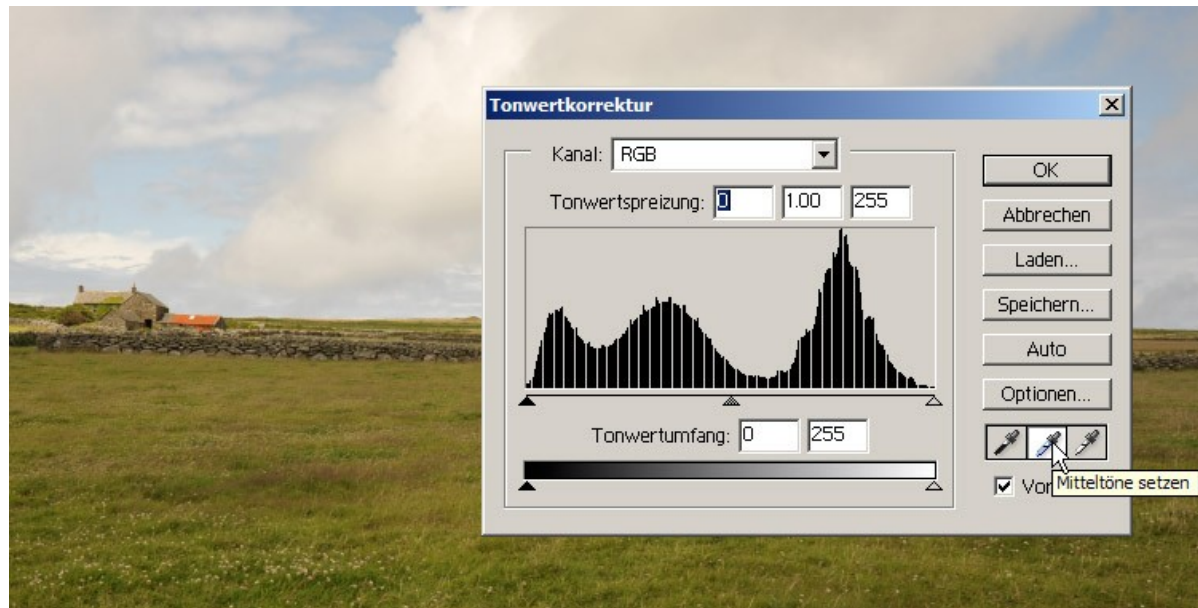 Tonwertkorrektur
Kanal: RGB
Tonwertspreizung: 0 1.00 255
Tonwertumfang: 0 255
OK
Abbrechen
Laden...
Speichern...
Auto
Optionen...
Vor
Mitteltöne setzen